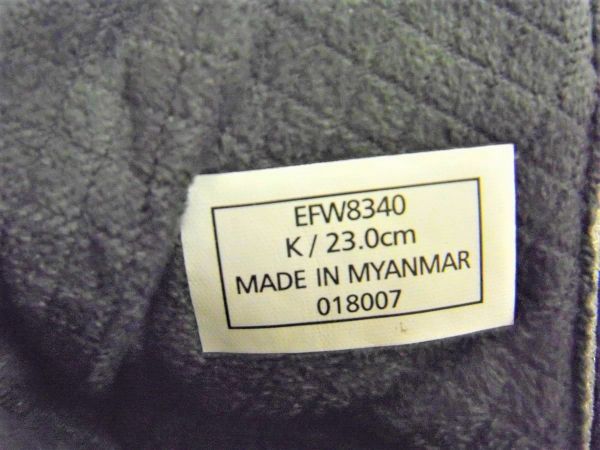 EFW8340
K / 23.0cm
MADE IN MYANMAR
018007